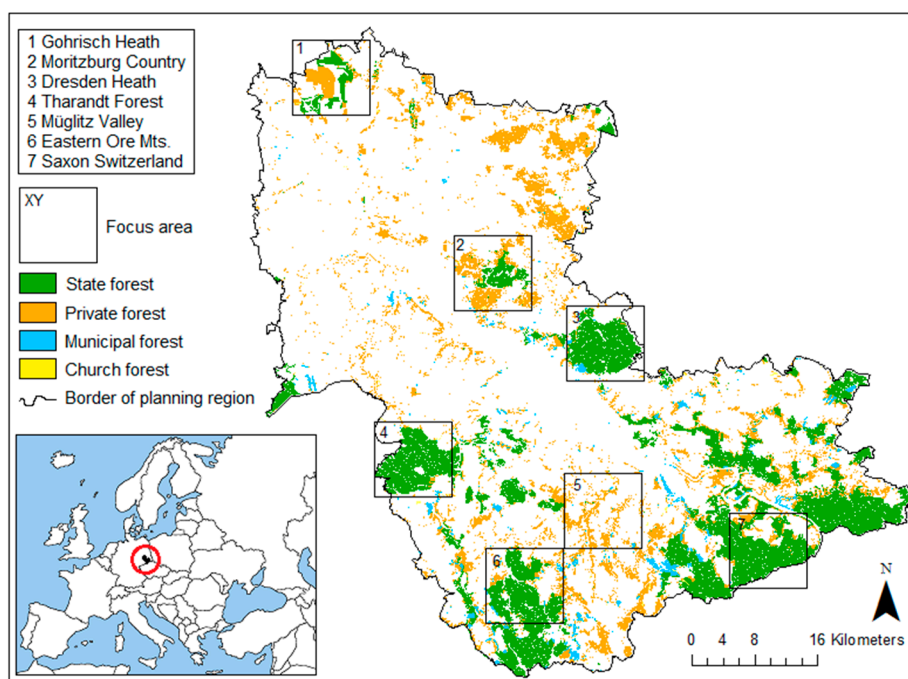 1 Gohrisch Heath
2 Moritzburg Country
3 Dresden Heath
4 Tharandt Forest
5 Müglitz Valley
6 Eastern Ore Mts.
7 Saxon Switzerland
XY
Focus area
State forest
Private forest
Municipal forest
Church forest
Border of planning region
1
2
3
4
5
6
7
N
0 4 8 16 Kilometers